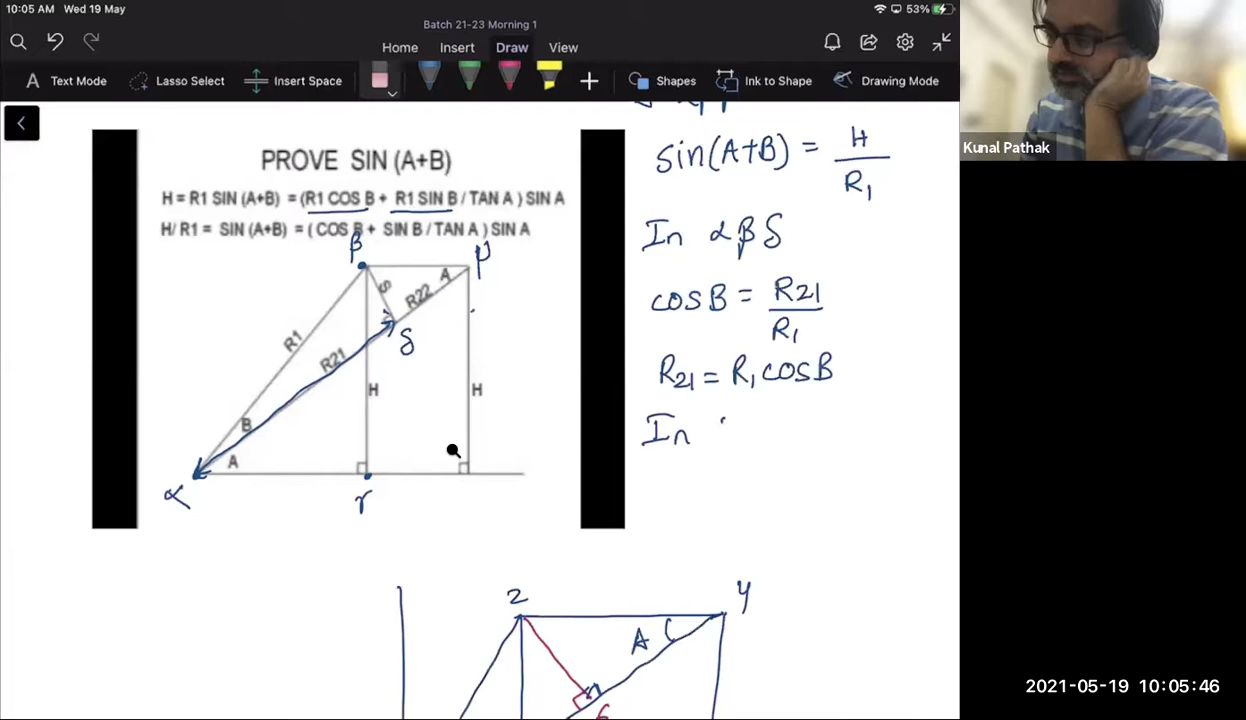 10:05 AM Wed 19 May
53%
Batch 21-23 Morning 1
Home Insert Draw View
Text Mode Lasso Select Insert Space Shapes Ink to Shape Drawing Mode
Kunal Pathak
PROVE SIN (A+B)
H = R1 SIN (A+B) = (R1 COS B + R1 SIN B / TAN A ) SIN A
H/ R1 = SIN (A+B) = ( COS B + SIN B / TAN A ) SIN A
β
A
S
R22
R1
δ
R21
H
H
B
A
α
r
sin(A+B) = H / R1
In αβδ
cosB = R21 / R1
R21 = R1 cosB
In
Z
Y
A
2021-05-19 10:05:46